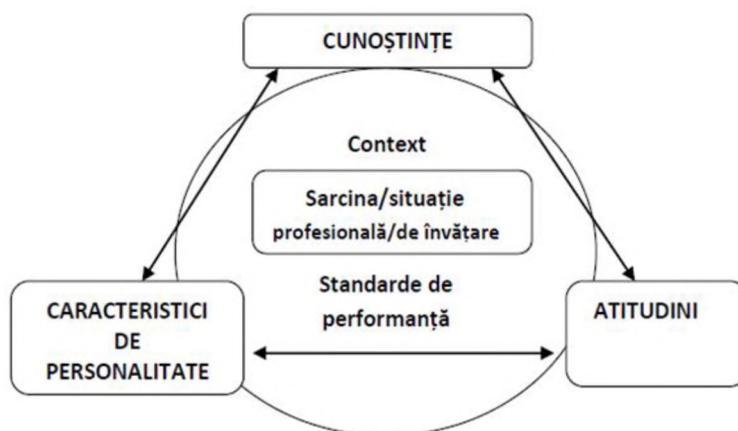 CUNOȘTINȚE
Context
Sarcina/situație
profesională/de învățare
Standarde de
performanță
CARACTERISTICI
DE
PERSONALITATE
ATITUDINI